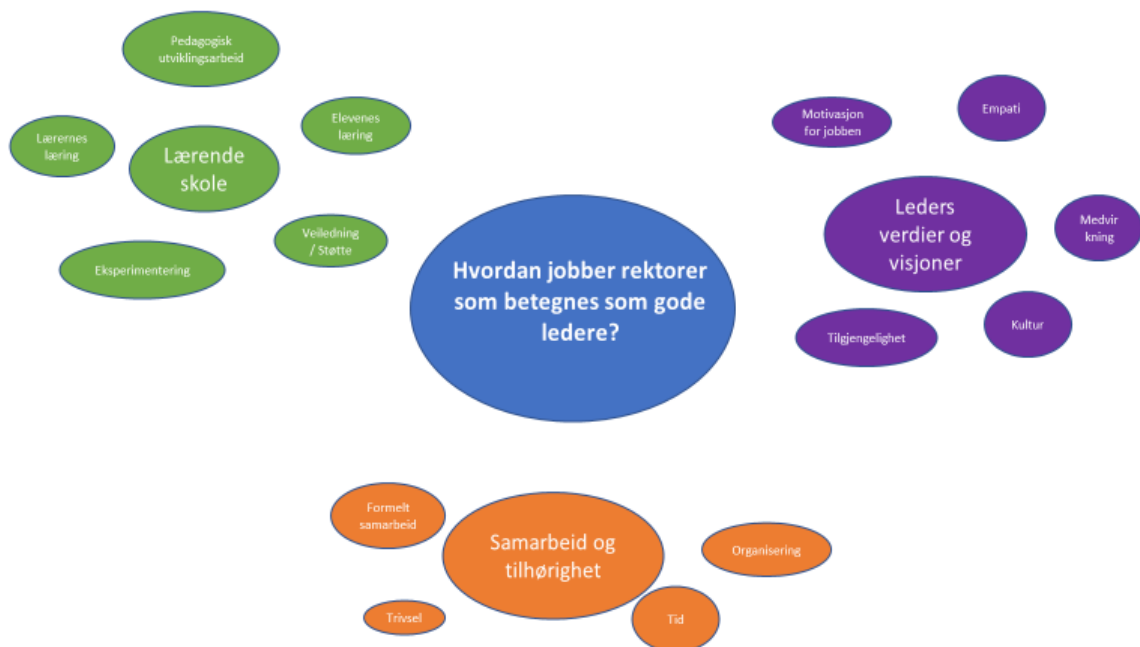 Pedagogisk
utviklingsarbeid
Elevenes
læring
Lærernes
læring
Lærende
skole
Veiledning
/ Støtte
Eksperimentering
Hvordan jobber rektorer
som betegnes som gode
ledere?
Motivasjon
for jobben
Empati
Leders
verdier og
visjoner
Medvir
kning
Kultur
Tilgjengelighet
Formelt
samarbeid
Samarbeid og
tilhørighet
Organisering
Trivsel
Tid